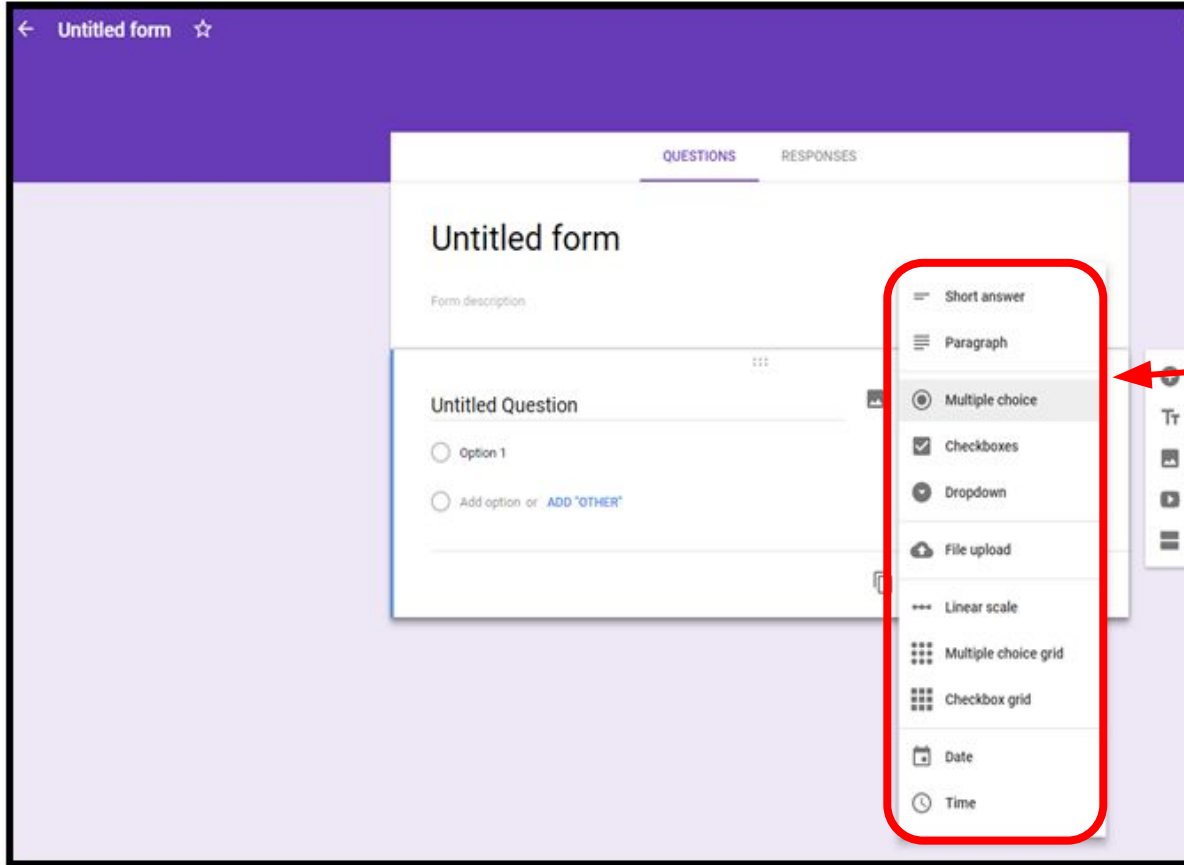 Untitled form
QUESTIONS RESPONSES
Untitled form
Form description
Untitled Question
Option 1
Add option or ADD "OTHER"
Short answer
Paragraph
Multiple choice
Checkboxes
Dropdown
File upload
Linear scale
Multiple choice grid
Checkbox grid
Date
Time
Tт